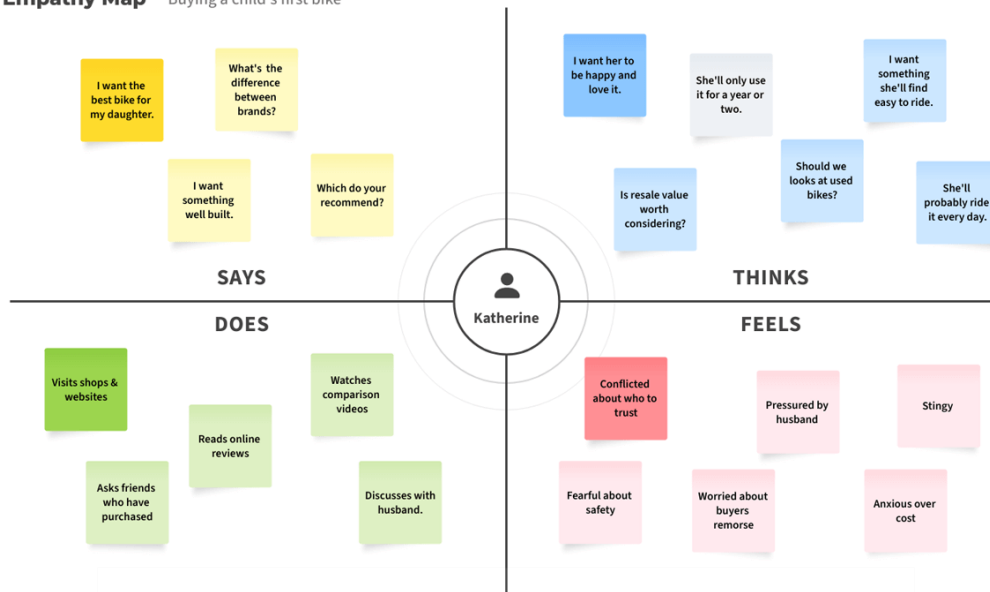 Empathy Map Buying a child's first bike
I want the
best bike for
my daughter.
What's the
difference
between
brands?
I want
something
well built.
Which do your
recommend?
SAYS
I want her to
be happy and
love it.
She'll only use
it for a year or
two.
I want
something
she'll find
easy to ride.
Is resale value
worth
considering?
Should we
looks at used
bikes?
She'll
probably ride
it every day.
THINKS
Katherine
DOES
Visits shops &
websites
Watches
comparison
videos
Reads online
reviews
Asks friends
who have
purchased
Discusses with
husband.
FEELS
Conflicted
about who to
trust
Pressured by
husband
Stingy
Fearful about
safety
Worried about
buyers
remorse
Anxious over
cost